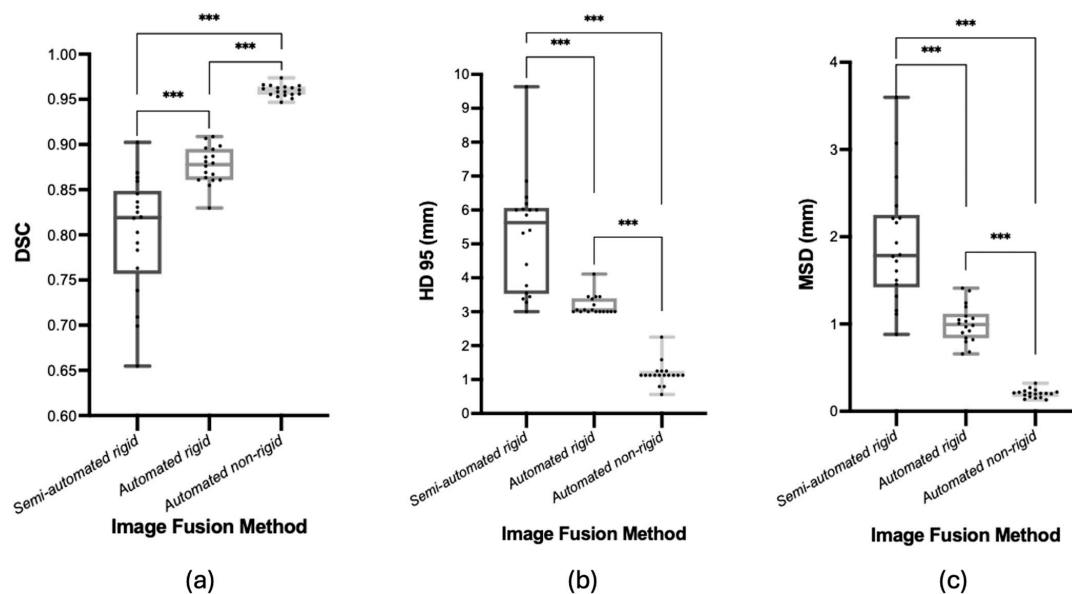 ***
***
***
1.00
0.95
0.90
0.85
0.80
0.75
0.70
0.65
0.60
DSC
Semi-automated rigid
Automated rigid
Automated non-rigid
Image Fusion Method
(a)
***
***
***
10
9
8
7
6
5
4
3
2
1
0
HD 95 (mm)
Semi-automated rigid
Automated rigid
Automated non-rigid
Image Fusion Method
(b)
***
***
***
4
3
2
1
0
MSD (mm)
Semi-automated rigid
Automated rigid
Automated non-rigid
Image Fusion Method
(c)